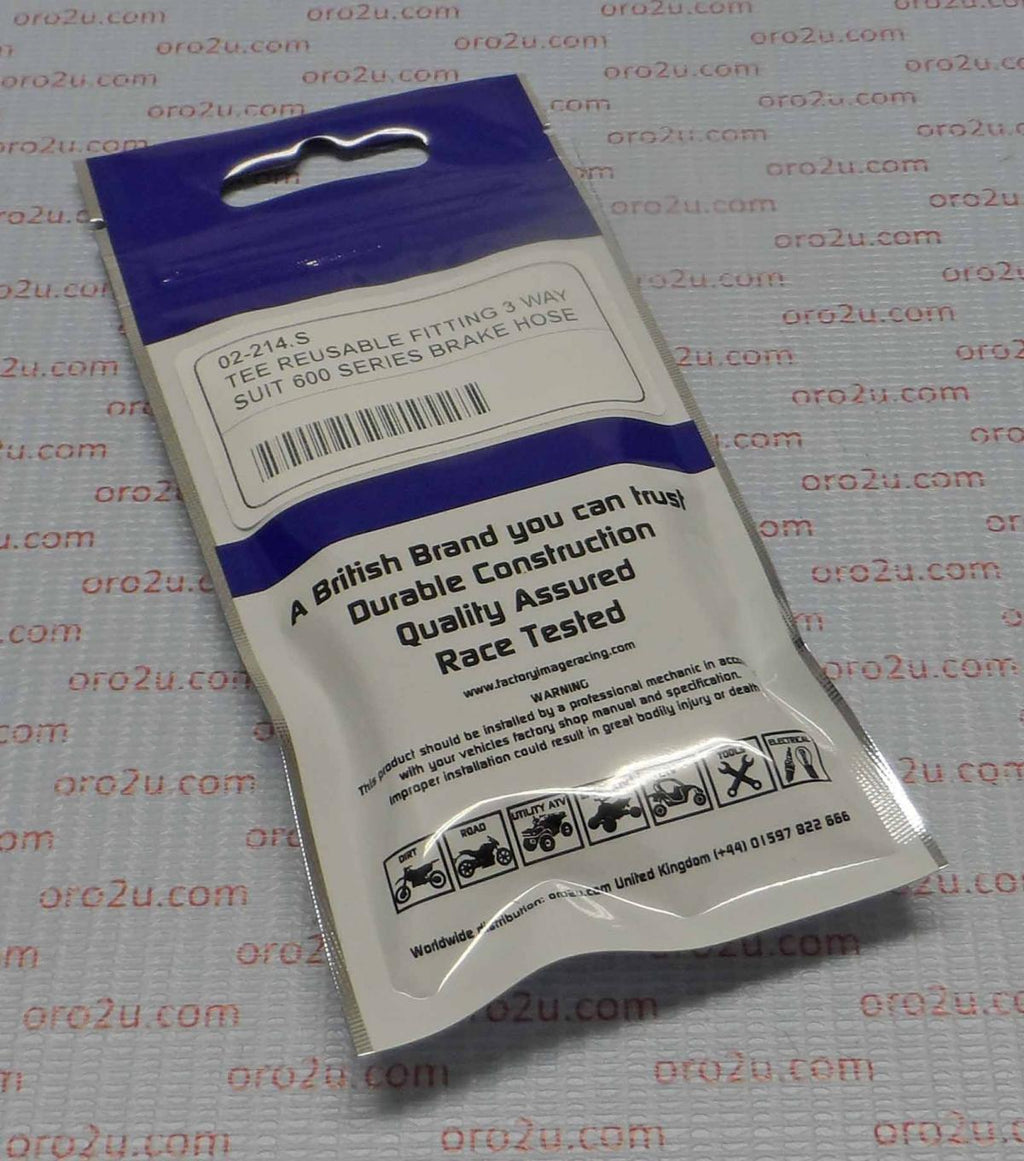 02-214.S
TEE REUSABLE FITTING 3 WAY
SUIT 600 SERIES BRAKE HOSE
A British Brand you can trust
Durable Construction
Quality Assured
Race Tested
www.factoryimageracing.com
WARNING
This product should be installed by a professional mechanic in
with your vehicles factory shop manual and specification.
Improper installation could result in great bodily injury or death
DIRT
ROAD
UTILITY ATV
TOOLS
ELECTRICAL
Worldwide distribution: oro2u.com United Kingdom (+44) 01597 822 666
oro2u.com